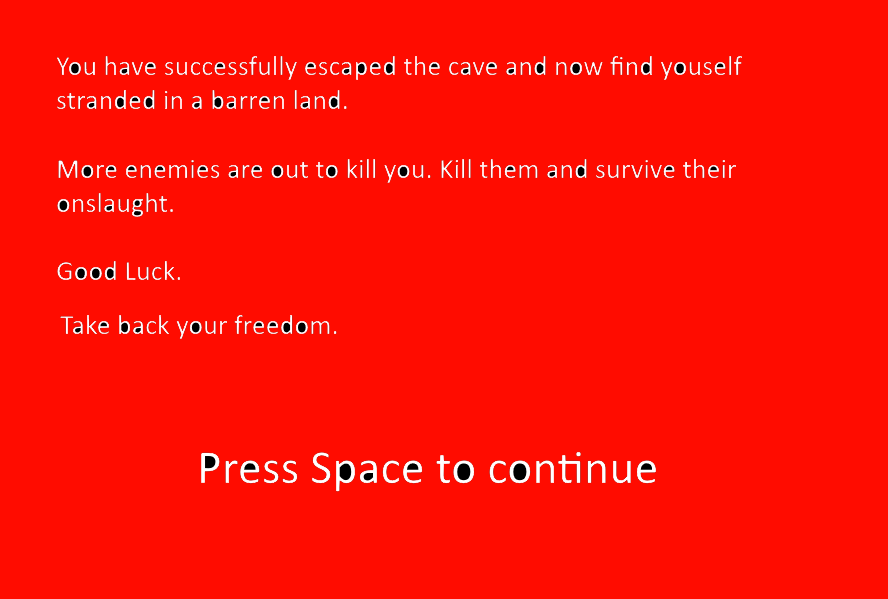 You have successfully escaped the cave and now find youself
stranded in a barren land.
More enemies are out to kill you. Kill them and survive their
onslaught.
Good Luck.
Take back your freedom.
Press Space to continue